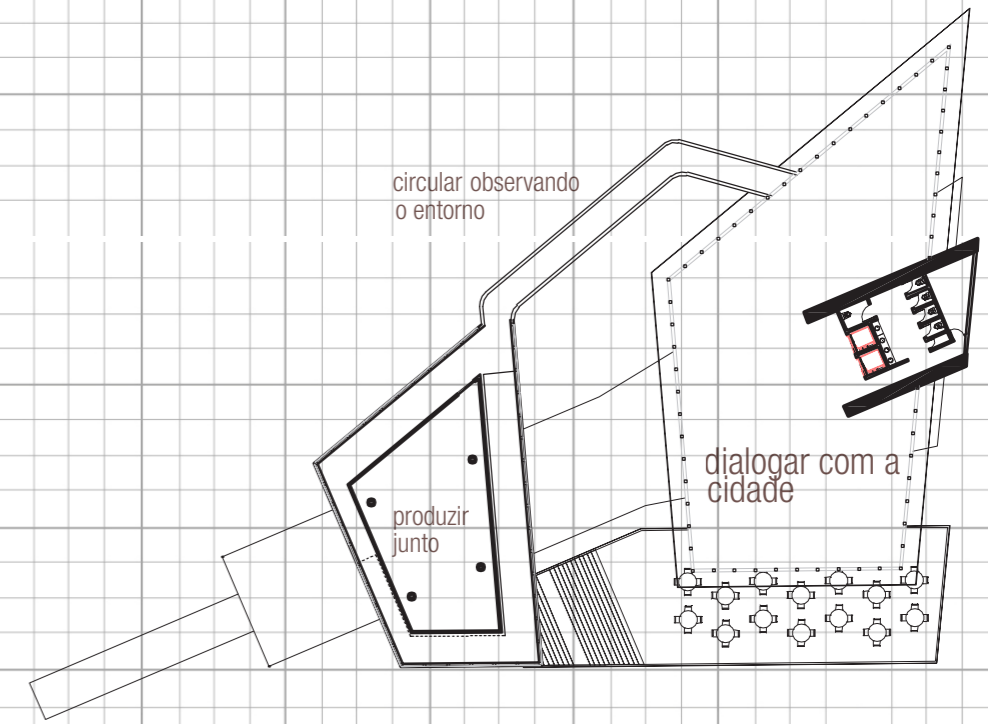 circular observando
o entorno
dialogar com a
cidade
produzir
junto